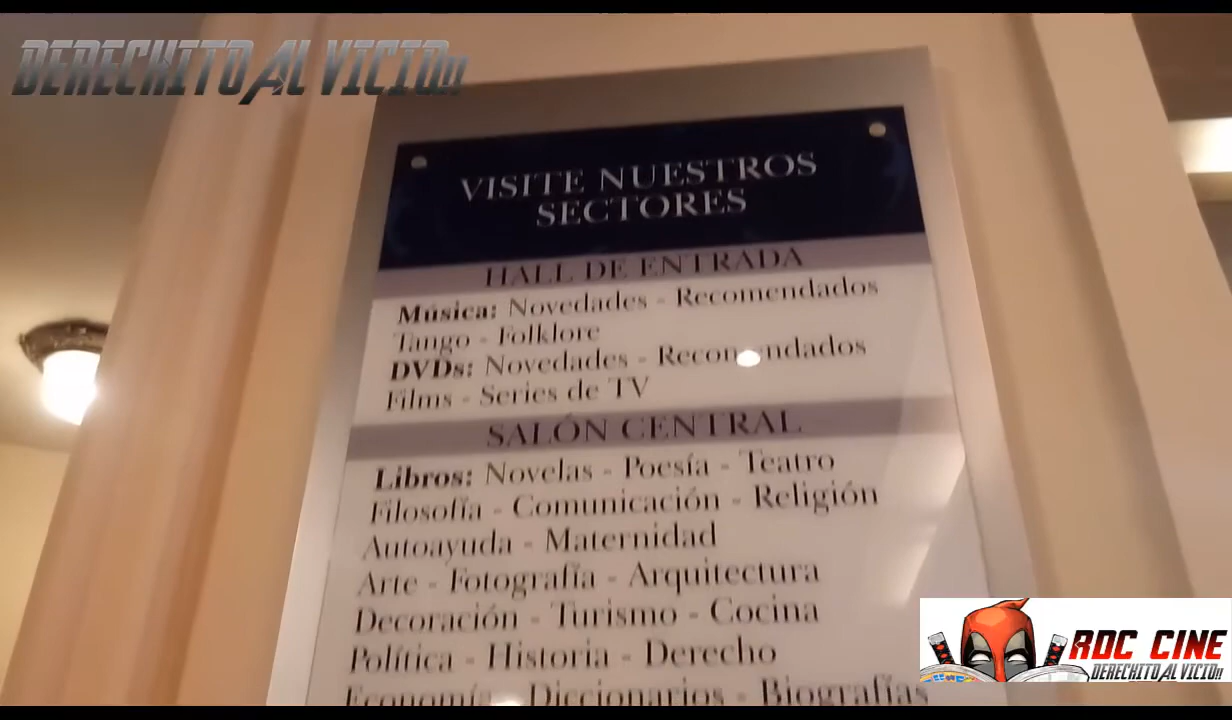 DERECHITO AL VICIO!!
VISITE NUESTROS
SECTORES
HALL DE ENTRADA
Música: Novedades - Recomendados
Tango - Folklore
DVDs: Novedades - Recomendados
Films - Series de TV
SALÓN CENTRAL
Libros: Novelas - Poesía - Teatro
Filosofía - Comunicación - Religión
Autoayuda - Maternidad
Arte - Fotografía - Arquitectura
Decoración - Turismo - Cocina
Política - Historia - Derecho
Economía - Diccionarios - Biografías
RDC CINE
DERECHITO AL VICIO!!